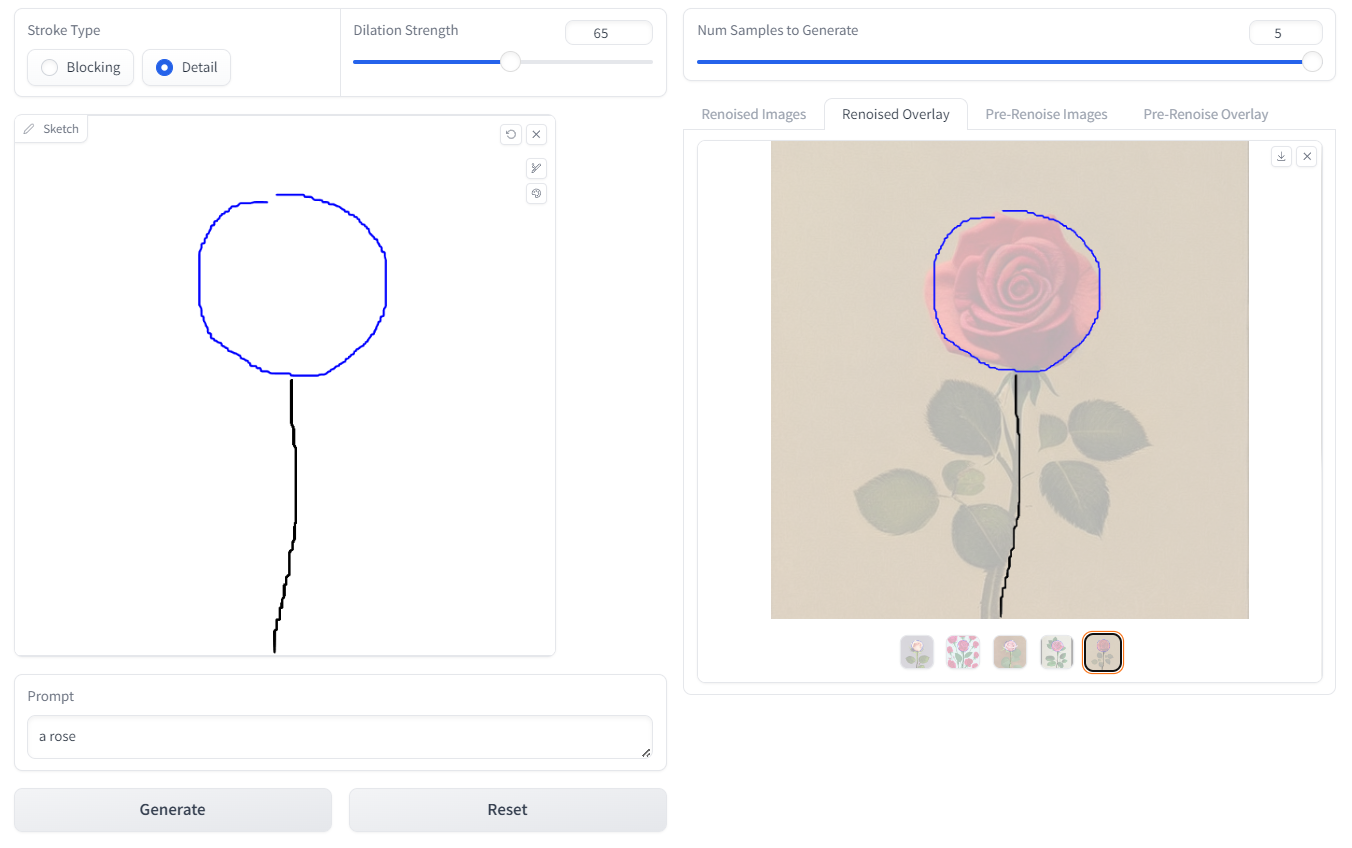 Stroke Type
Blocking
Detail
Dilation Strength
65
Num Samples to Generate
5
Sketch
Renoised Images
Renoised Overlay
Pre-Renoise Images
Pre-Renoise Overlay
Prompt
a rose
Generate
Reset